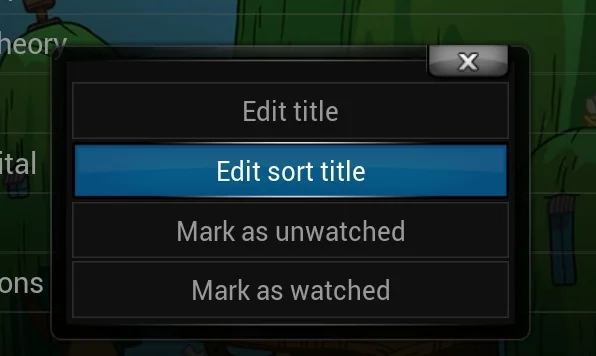 heory
X
Edit title
Edit sort title
ital
Mark as unwatched
ons
Mark as watched